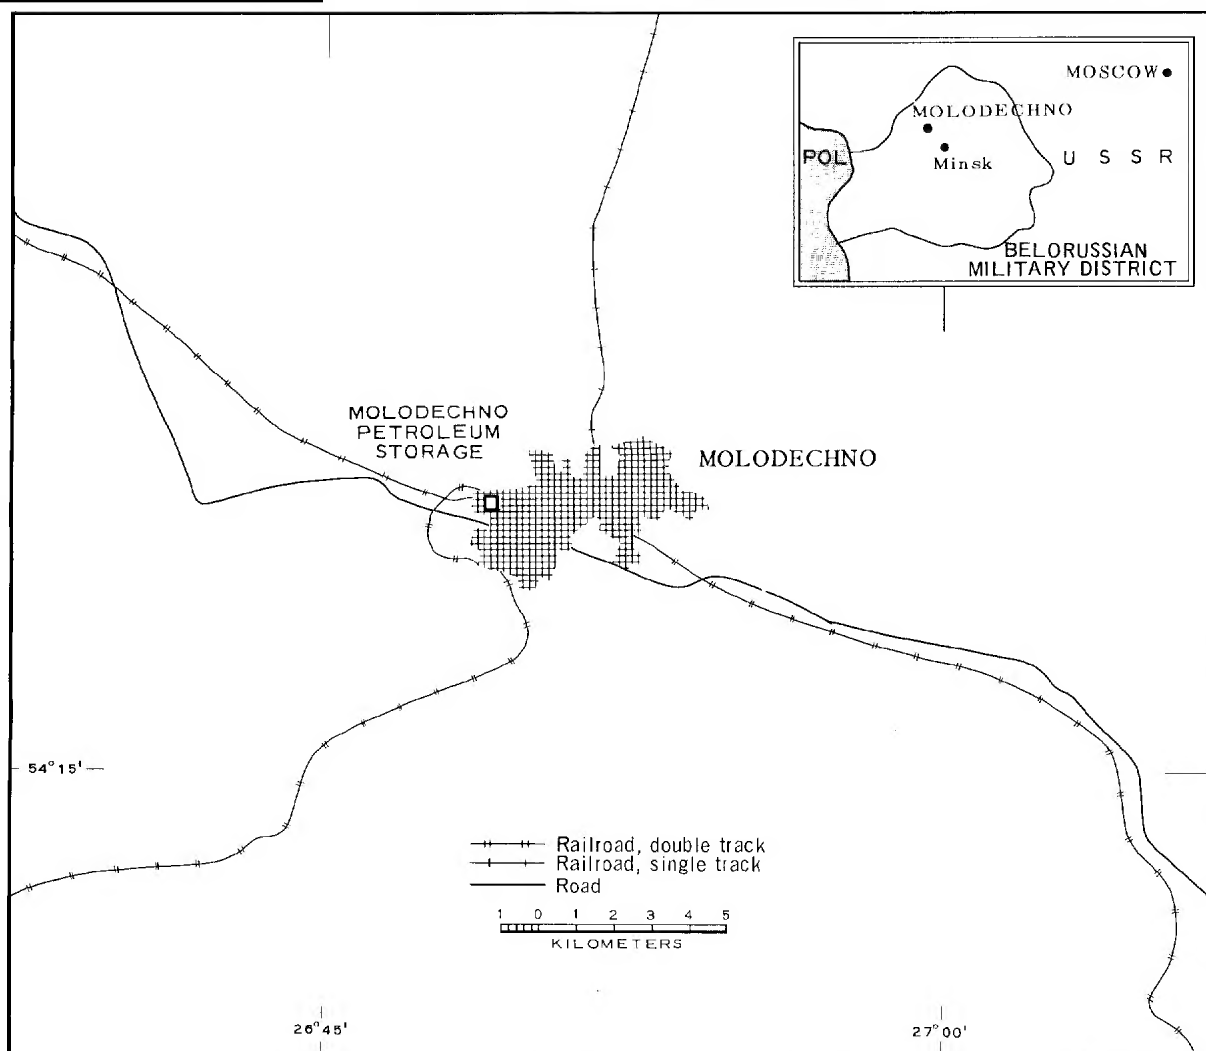 MOSCOW
MOLODECHNO
POL
Minsk
U S S R
BELORUSSIAN
MILITARY DISTRICT
MOLODECHNO
PETROLEUM
STORAGE
MOLODECHNO
54°15'
Railroad, double track
Railroad, single track
Road
1 0 1 2 3 4 5
KILOMETERS
26°45'
27°00'